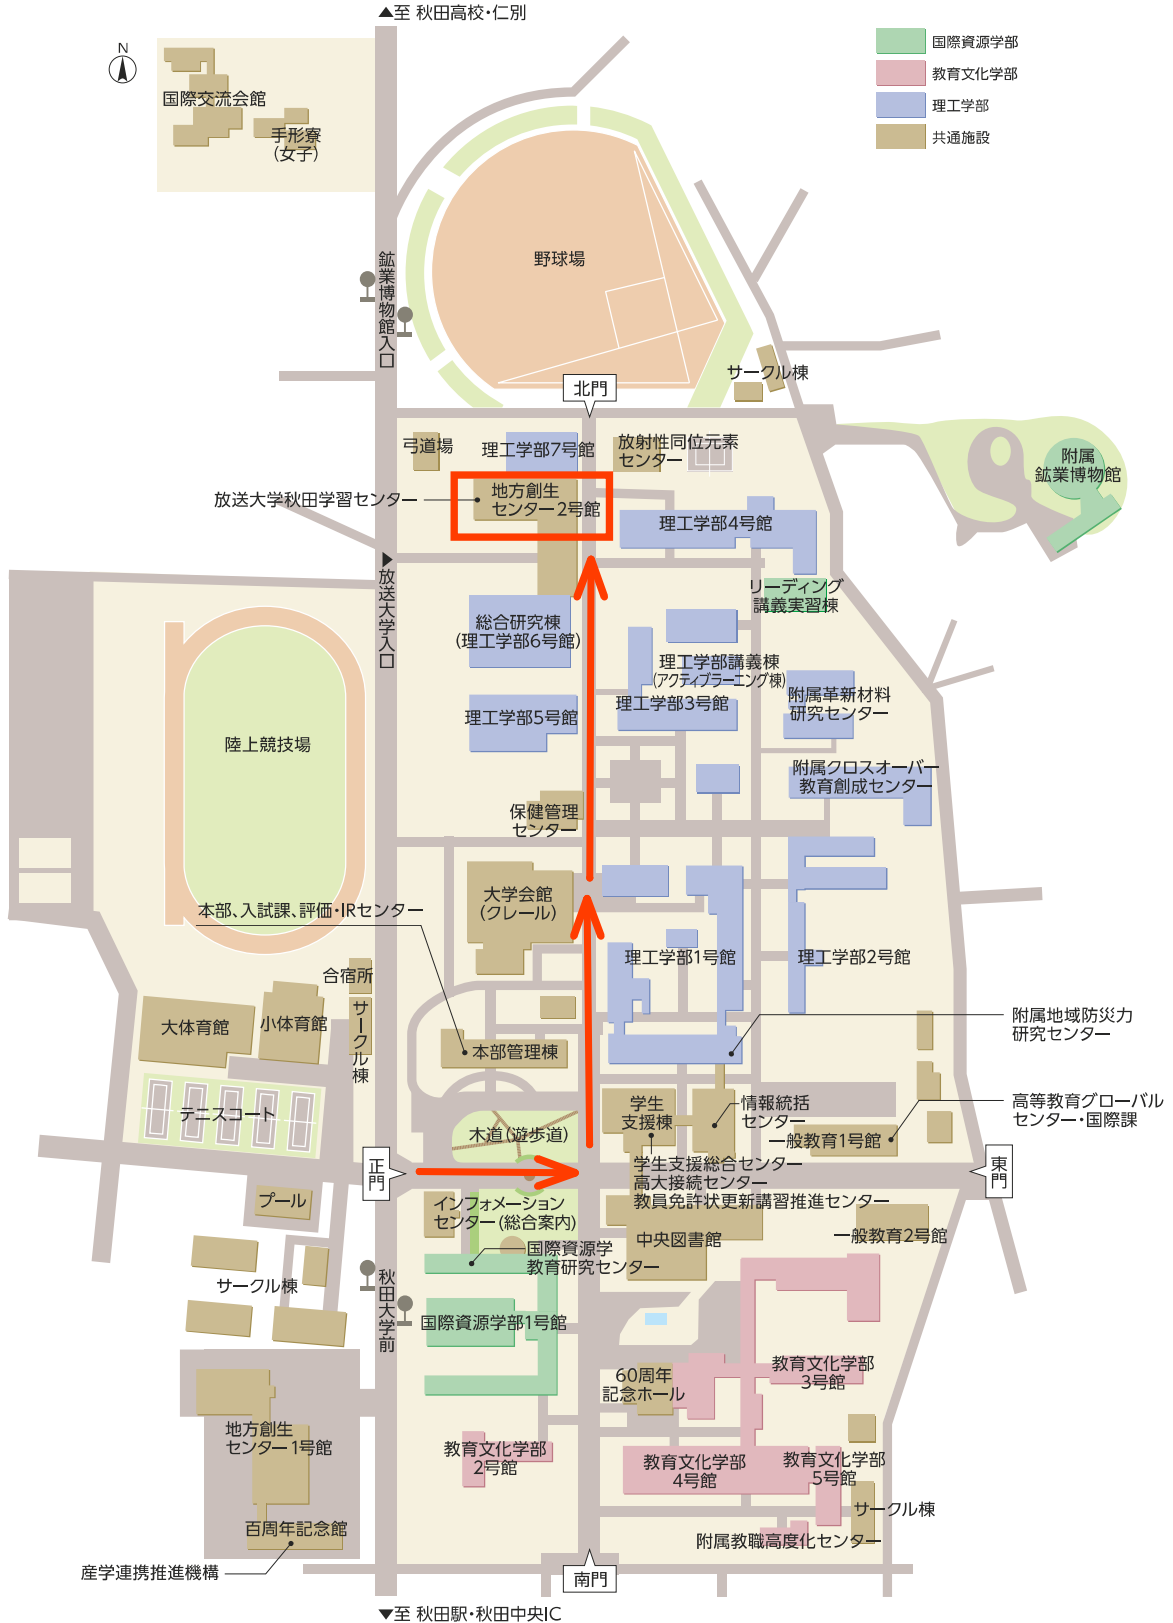 ▲至 秋田高校・仁別
N
国際資源学部
教育文化学部
理工学部
共通施設
国際交流会館
手形寮
(女子)
鉱業博物館入口
野球場
サークル棟
北門
弓道場
理工学部7号館
放射性同位元素
センター
附属
鉱業博物館
放送大学秋田学習センター
地方創生
センター2号館
理工学部4号館
▶放送大学入口
リーディング
講義実習棟
総合研究棟
(理工学部6号館)
理工学部講義棟
(アクティブラーニング棟)
理工学部3号館
附属革新材料
研究センター
理工学部5号館
陸上競技場
附属クロスオーバー
教育創成センター
保健管理
センター
大学会館
(クレール)
本部、入試課、評価・IRセンター
理工学部1号館
理工学部2号館
合宿所
サークル棟
大体育館
小体育館
本部管理棟
附属地域防災力
研究センター
テニスコート
木道(遊歩道)
学生
支援棟
情報統括
センター
一般教育1号館
高等教育グローバル
センター・国際課
正門
東門
学生支援総合センター
高大接続センター
教員免許状更新講習推進センター
プール
インフォメーション
センター(総合案内)
中央図書館
一般教育2号館
国際資源学
教育研究センター
サークル棟
秋田大学前
国際資源学部1号館
60周年
記念ホール
教育文化学部
3号館
地方創生
センター1号館
教育文化学部
2号館
教育文化学部
4号館
教育文化学部
5号館
サークル棟
百周年記念館
附属教職高度化センター
産学連携推進機構
南門
▼至 秋田駅・秋田中央IC